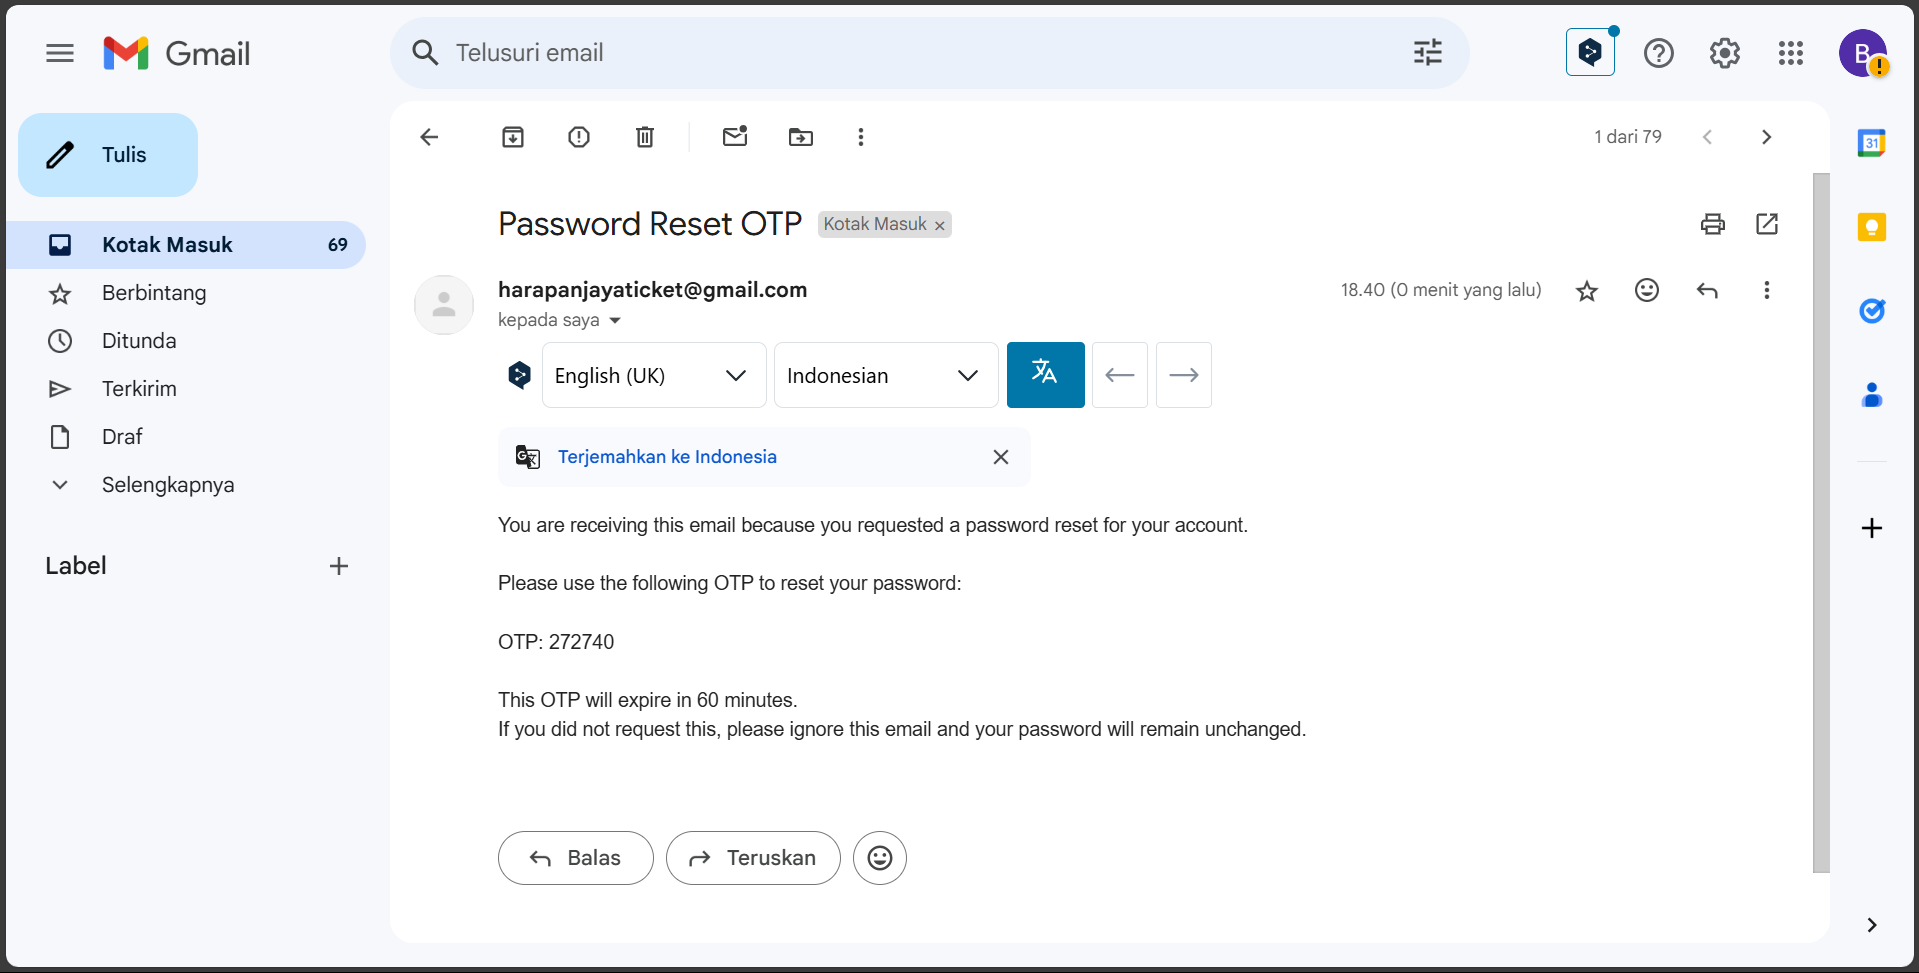 Gmail
Telusuri email
B
Tulis
1 dari 79
31
Kotak Masuk 69
Berbintang
Ditunda
Terkirim
Draf
Selengkapnya
Label
Password Reset OTP Kotak Masuk ×
harapanjayaticket@gmail.com
18.40 (0 menit yang lalu)
kepada saya
English (UK)
Indonesian
Terjemahkan ke Indonesia
You are receiving this email because you requested a password reset for your account.
Please use the following OTP to reset your password:
OTP: 272740
This OTP will expire in 60 minutes.
If you did not request this, please ignore this email and your password will remain unchanged.
Balas
Teruskan